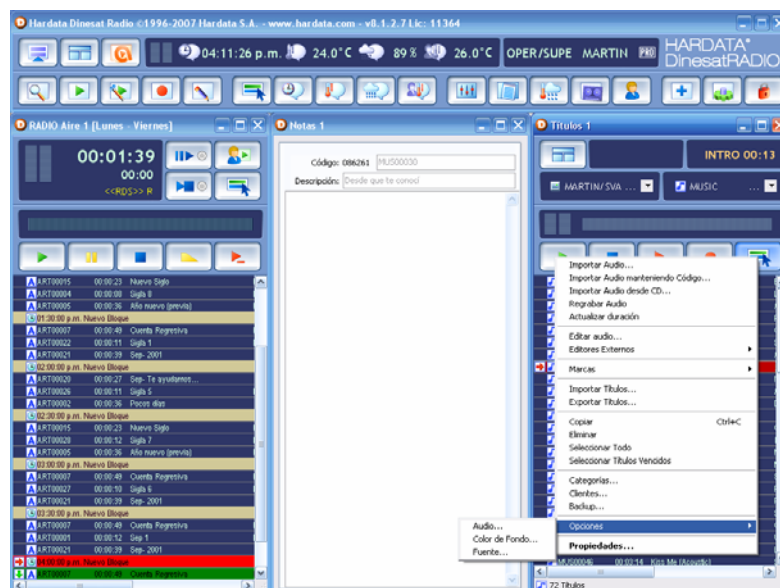 Hardata Dinesat Radio ©1996-2007 Hardata S.A. - www.hardata.com - v8.1.2.7 Lic: 11364
04:11:26 p.m. 24.0°C 89% 26.0°C OPER/SUPE MARTIN PRO HARDATA DinesatRADIO
RADIO Aire 1 [Lunes - Viernes]
00:01:39
00:00
<<RDS>> R
ART00015 00:00:23 Nuevo Siglo
ART00004 00:00:08 Sigla 8
ART00005 00:00:36 Año nuevo (previa)
01:30:00 p.m. Nuevo Bloque
ART00007 00:00:49 Cuenta Regresiva
ART00022 00:00:11 Sigla 1
ART00021 00:00:39 Sep- 2001
02:00:00 p.m. Nuevo Bloque
ART00020 00:00:27 Sep- Te ayudamos...
ART00026 00:00:11 Sigla 5
ART00002 00:00:36 Pocos días
02:30:00 p.m. Nuevo Bloque
ART00015 00:00:23 Nuevo Siglo
ART00028 00:00:12 Sigla 7
ART00005 00:00:36 Año nuevo (previa)
03:00:00 p.m. Nuevo Bloque
ART00007 00:00:49 Cuenta Regresiva
ART00027 00:00:10 Sigla 6
ART00021 00:00:39 Sep- 2001
03:30:00 p.m. Nuevo Bloque
ART00007 00:00:49 Cuenta Regresiva
ART00001 00:00:12 Sep 1
ART00021 00:00:39 Sep- 2001
04:00:00 p.m. Nuevo Bloque
ART00007 00:00:49 Cuenta Regresiva
Notas 1
Código: 086261 MUS00030
Descripción: Desde que te conocí
Títulos 1
INTRO 00:13
MARTIN/SVA ... MUSIC ...
Importar Audio...
Importar Audio manteniendo Código...
Importar Audio desde CD...
Regrabar Audio
Actualizar duración
Editar audio...
Editores Externos
Marcas
Importar Títulos...
Exportar Títulos...
Copiar Ctrl+C
Eliminar
Seleccionar Todo
Seleccionar Títulos Vencidos
Categorías...
Clientes...
Backup...
Opciones
Propiedades...
Audio...
Color de Fondo...
Fuente...
MUS00046 00:03:14 Kiss Me (Acoustic)
72 Títulos